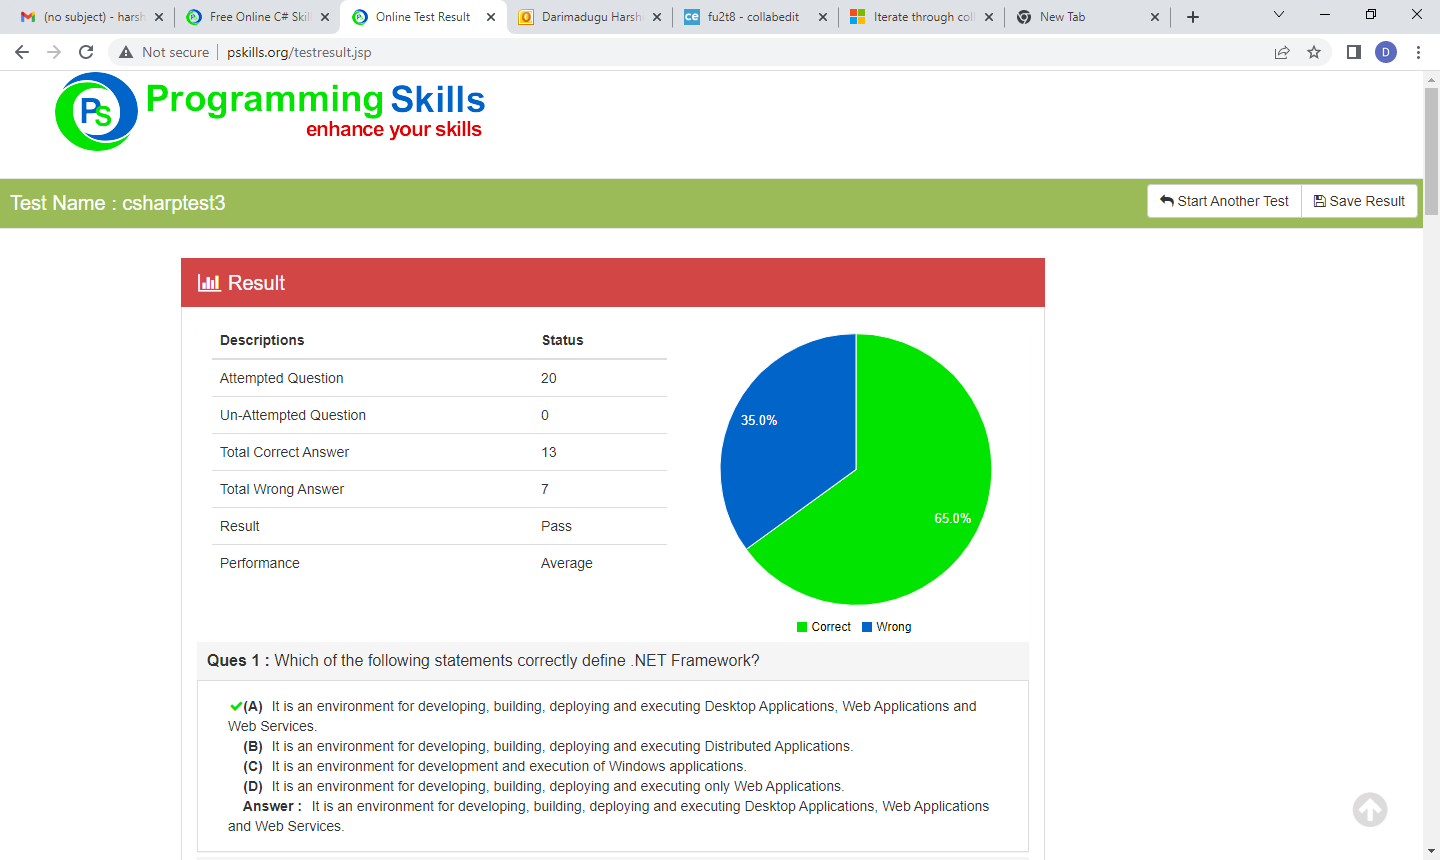 (no subject) - harsh
Free Online C# Skil
Online Test Result
Darimadugu Harsh
fu2t8 - collabedit
Iterate through coll
New Tab
Not secure
pskills.org/testresult.jsp
D
PS
Programming Skills
enhance your skills
Test Name : csharptest3
Start Another Test
Save Result
Result
Descriptions Status
Attempted Question 20
Un-Attempted Question 0
Total Correct Answer 13
Total Wrong Answer 7
Result Pass
Performance Average
35.0%
65.0%
Correct Wrong
Ques 1 : Which of the following statements correctly define .NET Framework?
(A) It is an environment for developing, building, deploying and executing Desktop Applications, Web Applications and
Web Services.
(B) It is an environment for developing, building, deploying and executing Distributed Applications.
(C) It is an environment for development and execution of Windows applications.
(D) It is an environment for developing, building, deploying and executing only Web Applications.
Answer : It is an environment for developing, building, deploying and executing Desktop Applications, Web Applications
and Web Services.